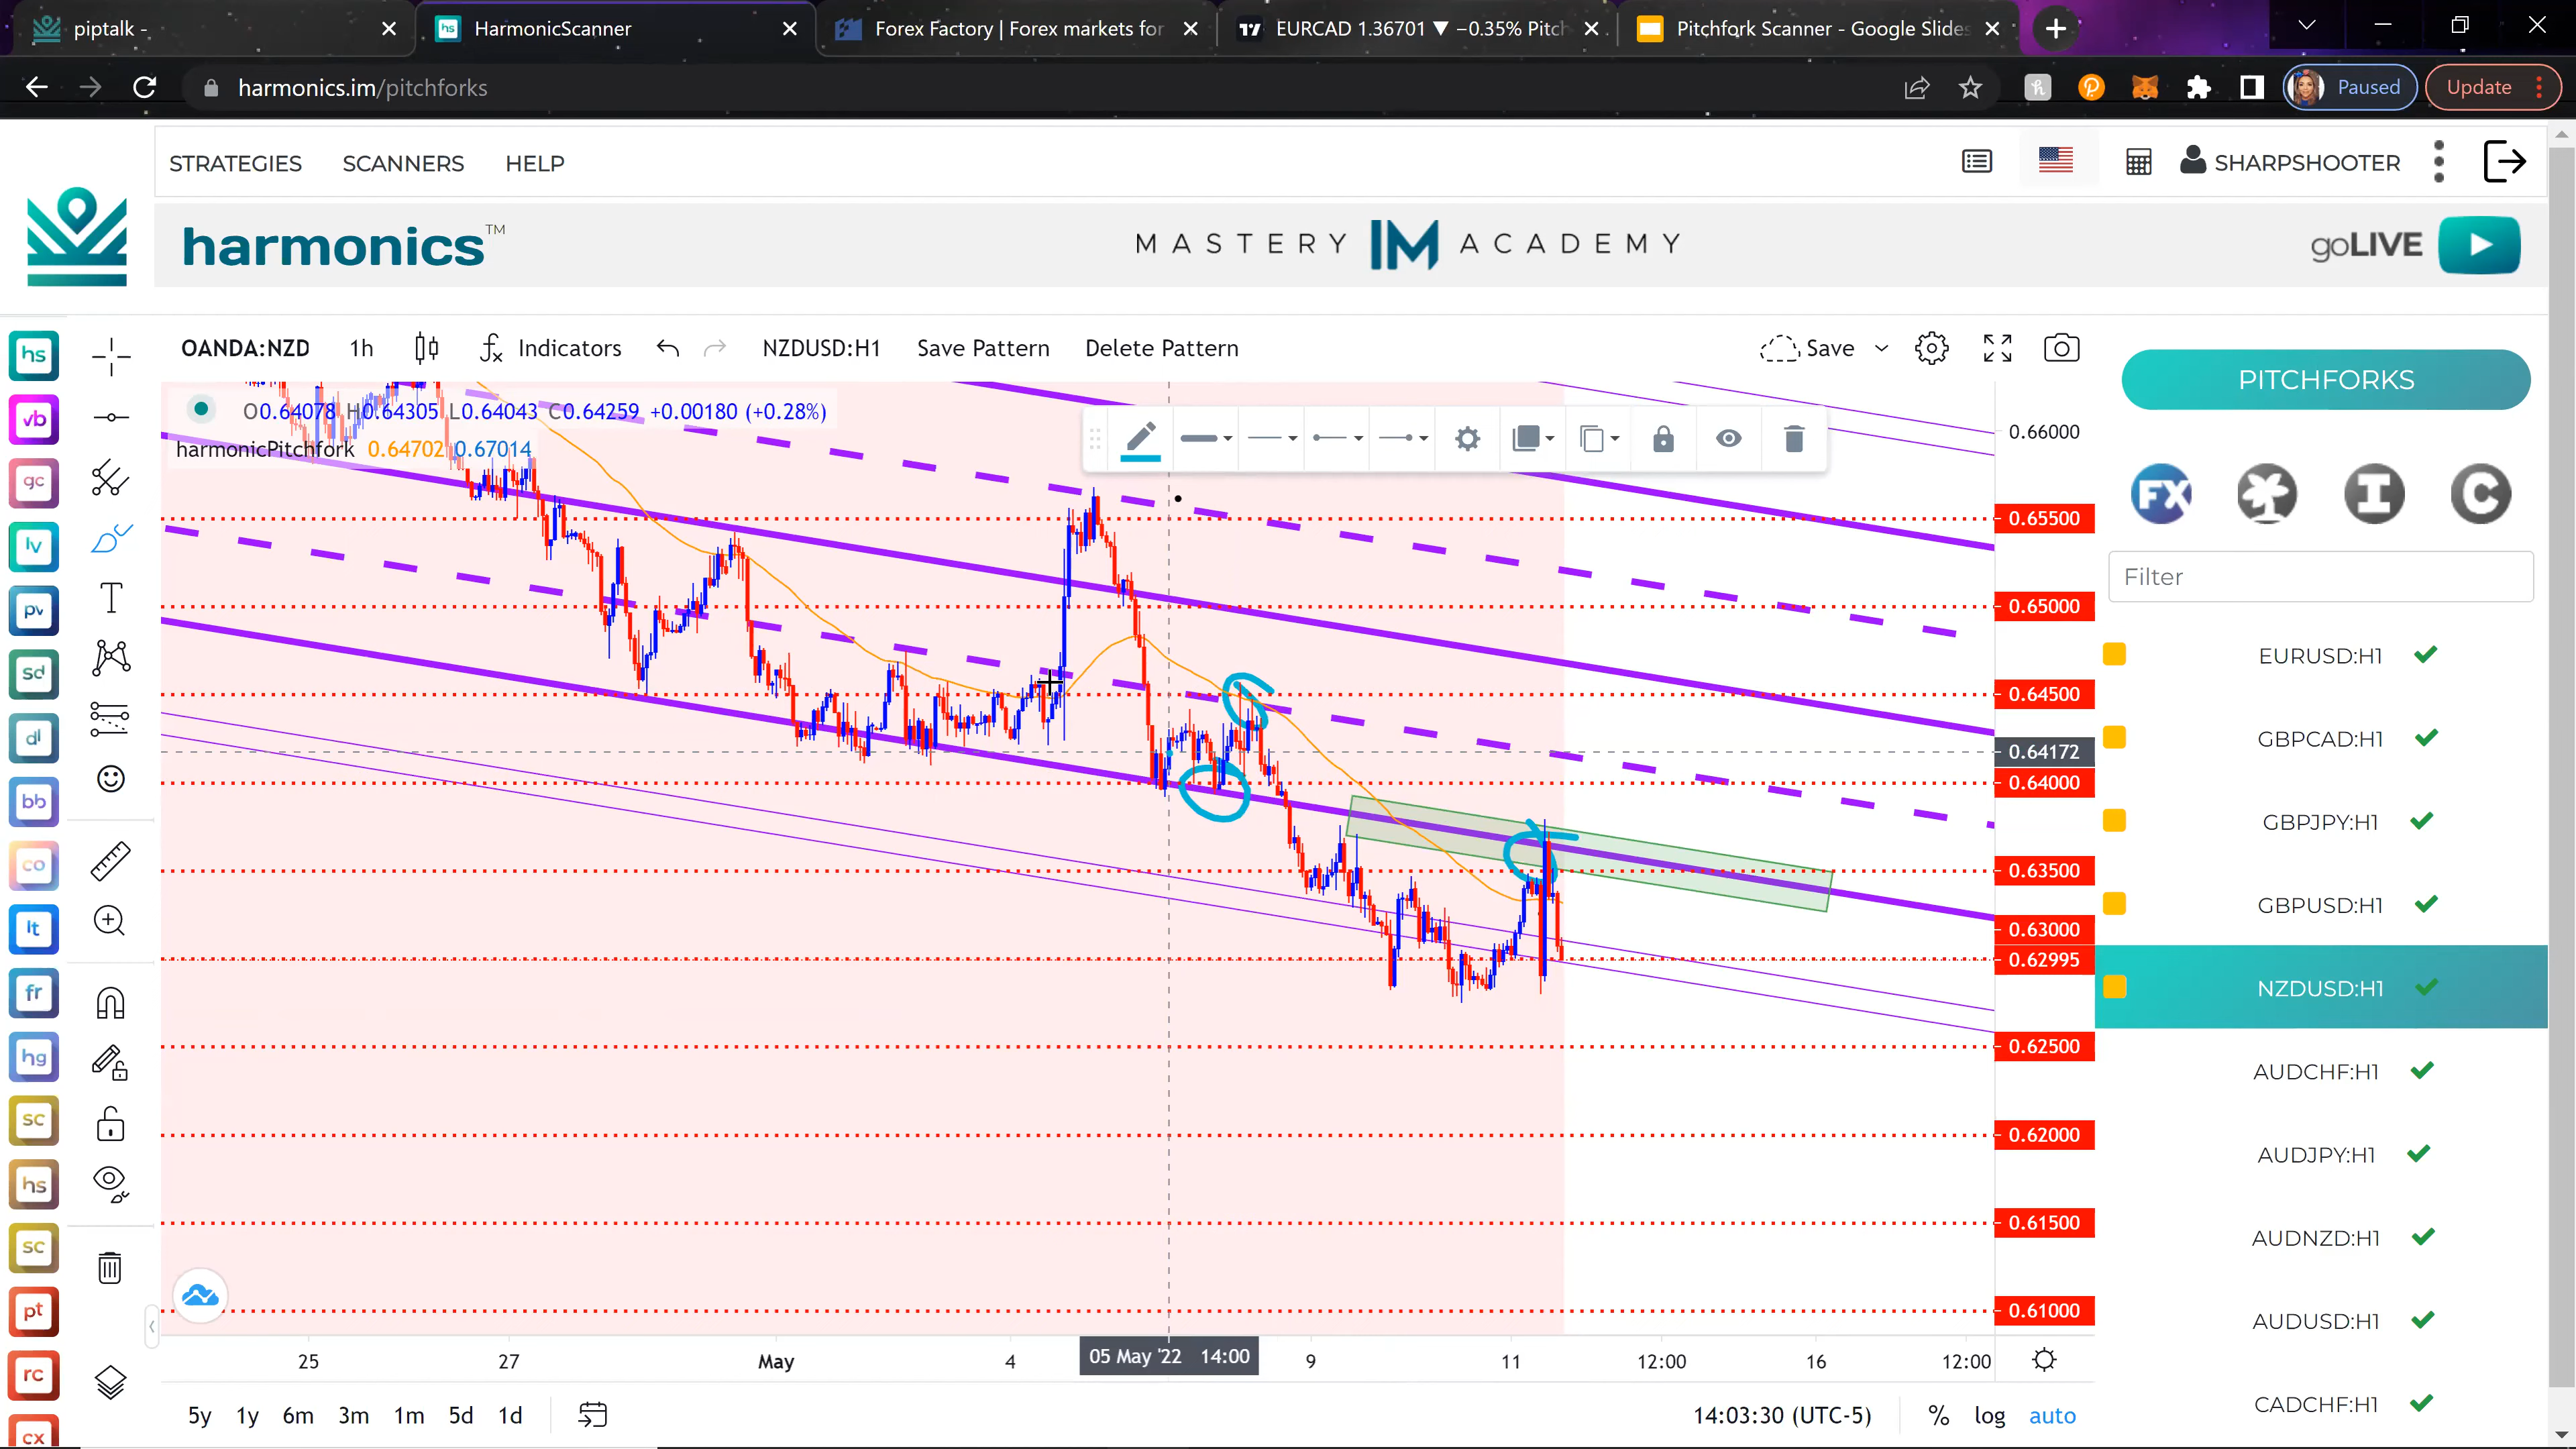 piptalk -
HarmonicScanner
Forex Factory | Forex markets for
EURCAD 1.36701 ▼ −0.35% Pitch
Pitchfork Scanner - Google Slides
harmonics.im/pitchforks
Paused
Update
STRATEGIES SCANNERS HELP
SHARPSHOOTER
harmonics™
MASTERY IM ACADEMY
goLIVE
OANDA:NZD 1h Indicators NZDUSD:H1 Save Pattern Delete Pattern Save
O0.64078 H0.64305 L0.64043 C0.64259 +0.00180 (+0.28%)
harmonicPitchfork 0.64702 0.67014
hs
vb
gc
lv
pv
sd
dl
bb
co
lt
fr
hg
sc
hs
sc
pt
rc
cx
T
0.66000
0.65500
0.65000
0.64500
0.64172
0.64000
0.63500
0.63000
0.62995
0.62500
0.62000
0.61500
0.61000
25 27 May 4 05 May '22 14:00 9 11 12:00 16 12:00
5y 1y 6m 3m 1m 5d 1d
14:03:30 (UTC-5) % log auto
PITCHFORKS
FX I C
Filter
EURUSD:H1
GBPCAD:H1
GBPJPY:H1
GBPUSD:H1
NZDUSD:H1
AUDCHF:H1
AUDJPY:H1
AUDNZD:H1
AUDUSD:H1
CADCHF:H1